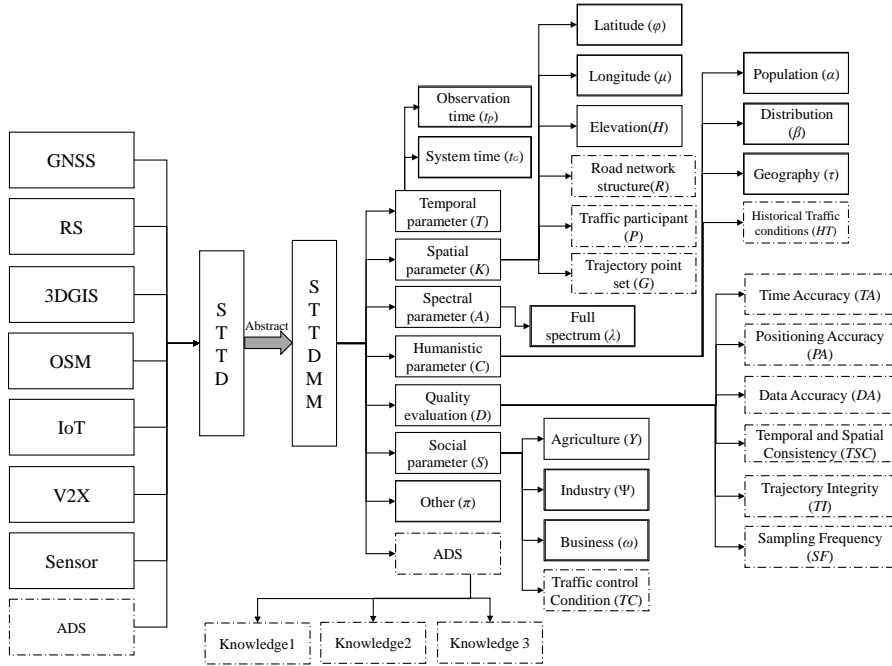 GNSS
RS
3DGIS
OSM
IoT
V2X
Sensor
ADS
S
T
T
D
Abstract
S
T
T
D
M
M
Observation
time (tP)
System time (tG)
Temporal
parameter (T)
Spatial
parameter (K)
Spectral
parameter (A)
Humanistic
parameter (C)
Quality
evaluation (D)
Social
parameter (S)
Other (π)
ADS
Knowledge1
Knowledge2
Knowledge 3
Latitude (φ)
Longitude (μ)
Elevation(H)
Road network
structure(R)
Traffic participant
(P)
Trajectory point
set (G)
Full
spectrum (λ)
Agriculture (Y)
Industry (Ψ)
Business (ω)
Traffic control
Condition (TC)
Population (α)
Distribution
(β)
Geography (τ)
Historical Traffic
conditions (HT)
Time Accuracy (TA)
Positioning Accuracy
(PA)
Data Accuracy (DA)
Temporal and Spatial
Consistency (TSC)
Trajectory Integrity
(TI)
Sampling Frequency
(SF)